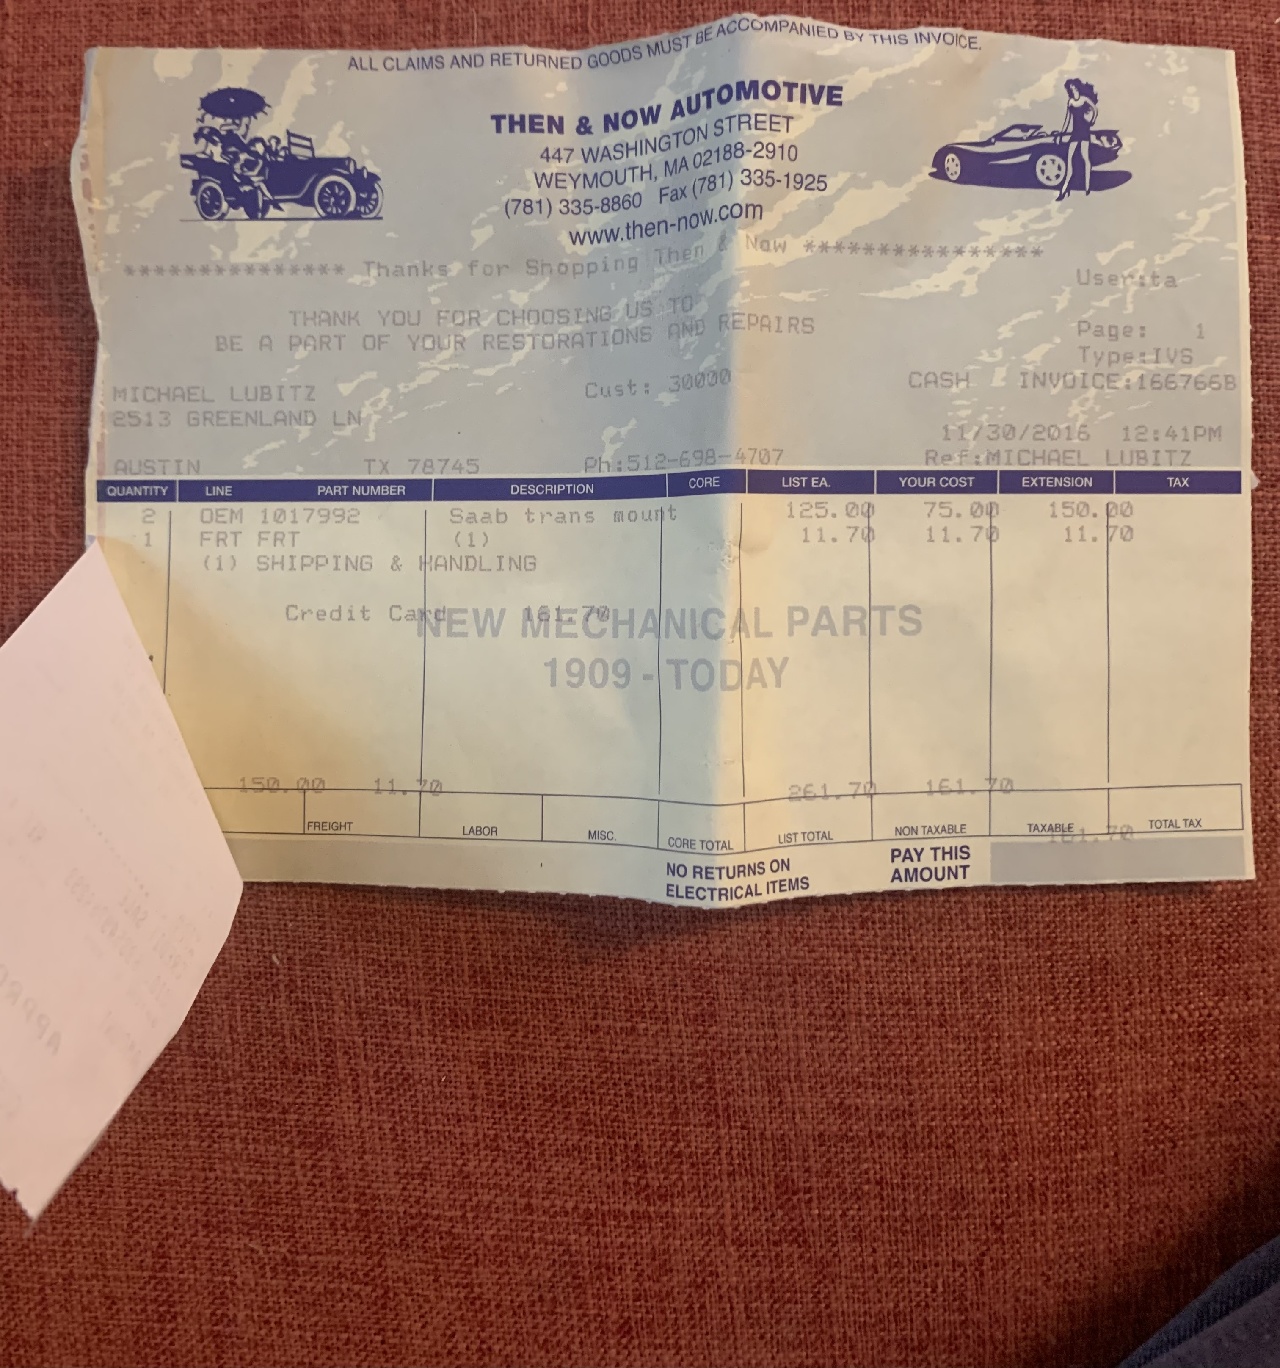 ALL CLAIMS AND RETURNED GOODS MUST BE ACCOMPANIED BY THIS INVOICE.
THEN & NOW AUTOMOTIVE
447 WASHINGTON STREET
WEYMOUTH, MA 02188-2910
(781) 335-8860 Fax (781) 335-1925
www.then-now.com
*************** Thanks for Shopping Then & Now ****************
User:ta
THANK YOU FOR CHOOSING US TO
BE A PART OF YOUR RESTORATIONS AND REPAIRS
Page: 1
Type:IVS
MICHAEL LUBITZ Cust: 30000 CASH INVOICE:166766B
2513 GREENLAND LN
11/30/2016 12:41PM
AUSTIN TX 78745 Ph:512-698-4707 Ref:MICHAEL LUBITZ
QUANTITY LINE PART NUMBER DESCRIPTION CORE LIST EA. YOUR COST EXTENSION TAX
2 OEM 1017992 Saab trans mount 125.00 75.00 150.00
1 FRT FRT (1) 11.70 11.70 11.70
(1) SHIPPING & HANDLING
Credit Card 161.70
NEW MECHANICAL PARTS
1909 - TODAY
150.00 11.70 261.70 161.70
FREIGHT LABOR MISC. CORE TOTAL LIST TOTAL NON TAXABLE TAXABLE TOTAL TAX
161.70
NO RETURNS ON
ELECTRICAL ITEMS
PAY THIS
AMOUNT